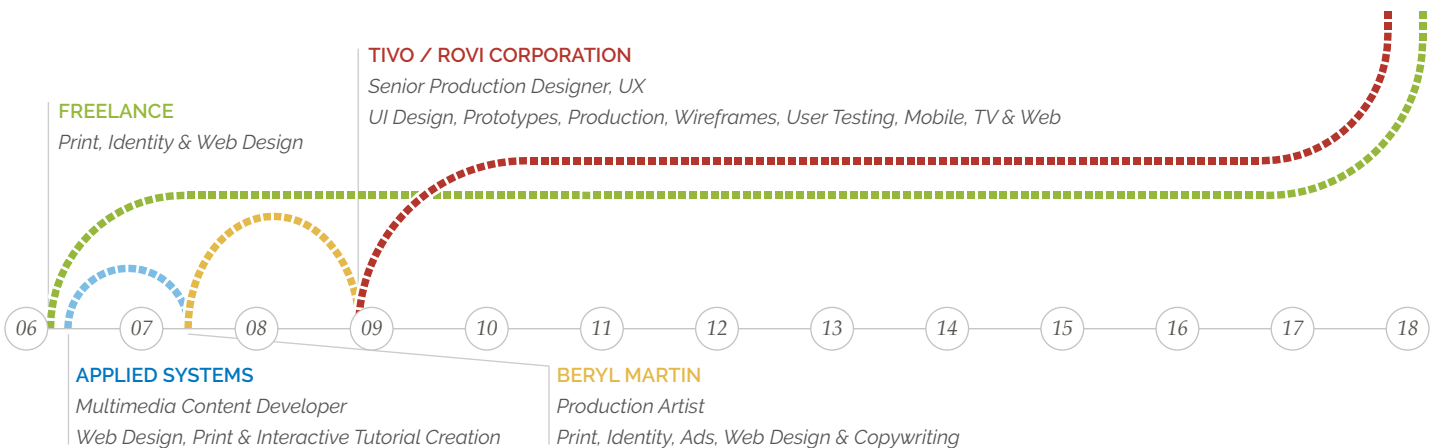 TIVO / ROVI CORPORATION
Senior Production Designer, UX
UI Design, Prototypes, Production, Wireframes, User Testing, Mobile, TV & Web
FREELANCE
Print, Identity & Web Design
06 07 08 09 10 11 12 13 14 15 16 17 18
APPLIED SYSTEMS
Multimedia Content Developer
Web Design, Print & Interactive Tutorial Creation
BERYL MARTIN
Production Artist
Print, Identity, Ads, Web Design & Copywriting